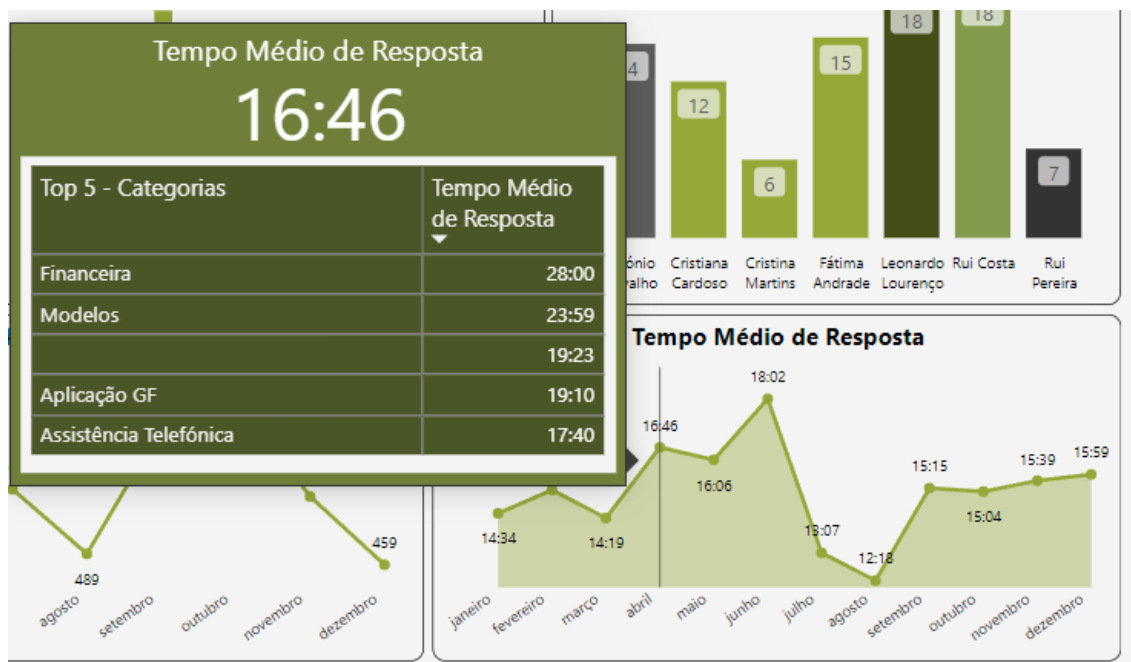 Tempo Médio de Resposta
16:46
Top 5 - Categorias
Tempo Médio
de Resposta
Financeira 28:00
Modelos 23:59
19:23
Aplicação GF 19:10
Assistência Telefónica 17:40
489
459
agosto
setembro
outubro
novembro
dezembro
4
12
6
15
18
18
7
ónio
Cristiana
Cardoso
Cristina
Martins
Fátima
Andrade
Leonardo
Lourenço
Rui Costa
Rui
Pereira
Tempo Médio de Resposta
14:34
14:19
16:46
16:06
18:02
13:07
12:18
15:15
15:04
15:39
15:59
janeiro
fevereiro
março
abril
maio
junho
julho
agosto
setembro
outubro
novembro
dezembro